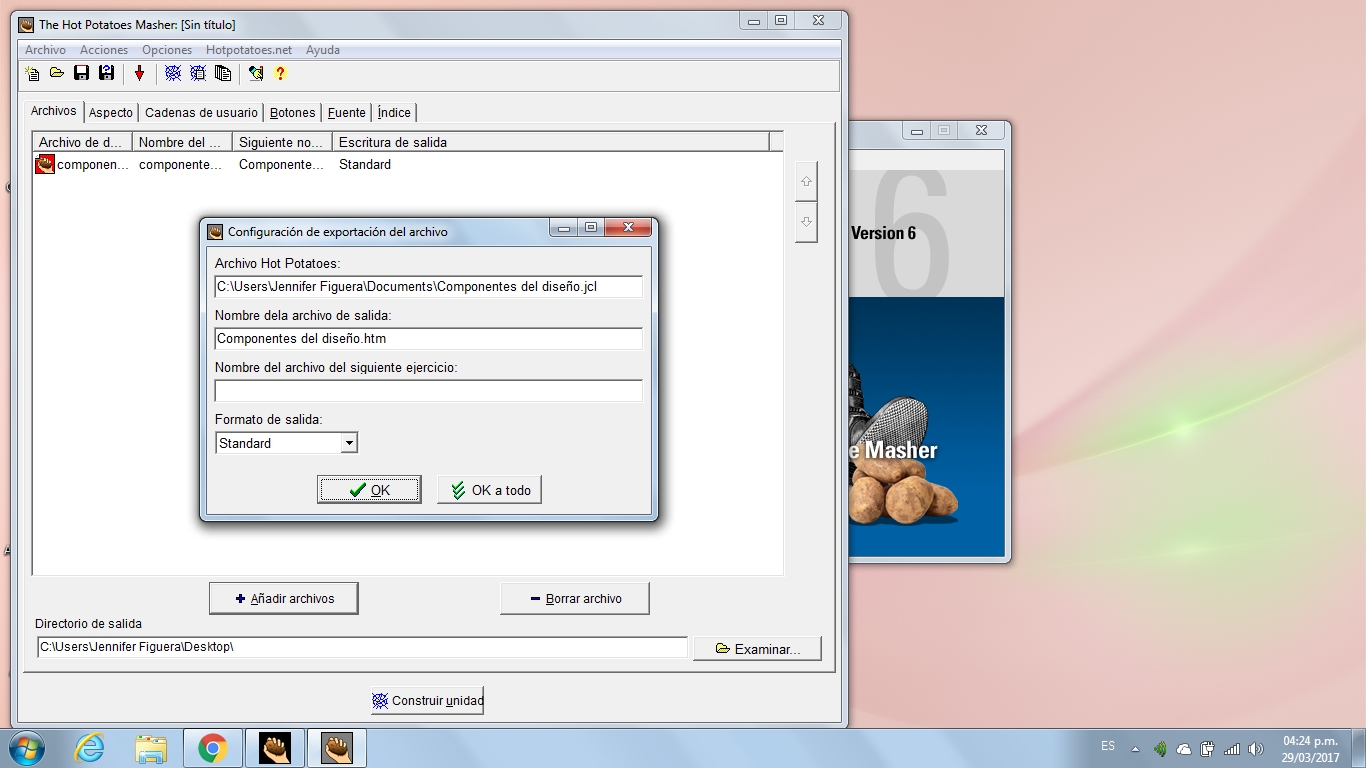 The Hot Potatoes Masher: [Sin título]
Archivo Acciones Opciones Hotpotatoes.net Ayuda
Archivos Aspecto Cadenas de usuario Botones Fuente Índice
Archivo de d... Nombre del ... Siguiente no... Escritura de salida
componen... componente... Componente... Standard
Configuración de exportación del archivo
Archivo Hot Potatoes:
C:\Users\Jennifer Figuera\Documents\Componentes del diseño.jcl
Nombre dela archivo de salida:
Componentes del diseño.htm
Nombre del archivo del siguiente ejercicio:
Formato de salida:
Standard
OK OK a todo
Añadir archivos Borrar archivo
Directorio de salida
C:\Users\Jennifer Figuera\Desktop\
Examinar...
Construir unidad
6
Version 6
e Masher
ES
04:24 p.m.
29/03/2017